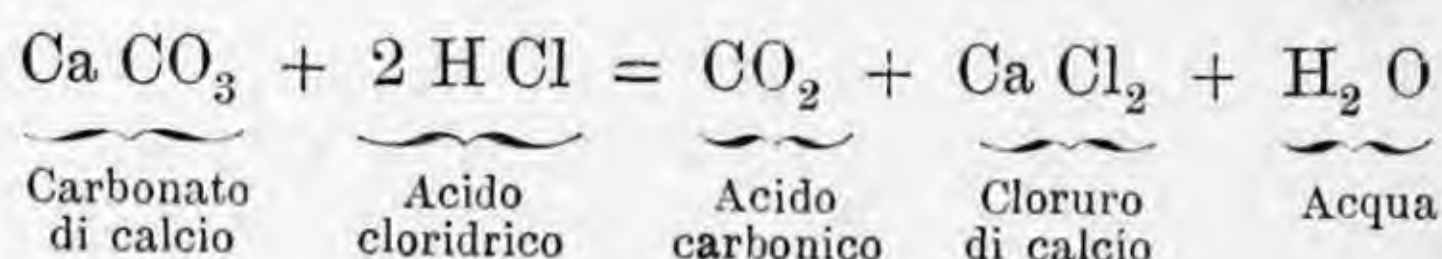 Ca CO₃ + 2 H Cl = CO₂ + Ca Cl₂ + H₂ O
Carbonato Acido Acido Cloruro Acqua
di calcio cloridrico carbonico di calcio